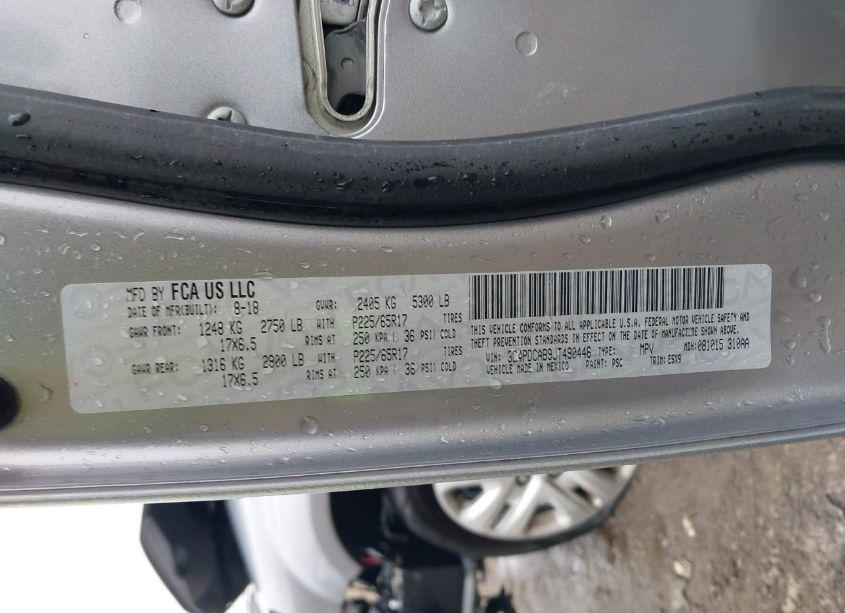 MFD BY FCA US LLC
DATE OF MFR(BUILT): 8-18 GVWR: 2405 KG 5300 LB
GAWR FRONT: 1248 KG 2750 LB WITH P225/65R17 TIRES
17X6.5 RIMS AT 250 KPA( 36 PSI) COLD
GAWR REAR: 1316 KG 2900 LB WITH P225/65R17 TIRES
17X6.5 RIMS AT 250 KPA( 36 PSI) COLD
THIS VEHICLE CONFORMS TO ALL APPLICABLE U.S.A. FEDERAL MOTOR VEHICLE SAFETY AND
THEFT PREVENTION STANDARDS IN EFFECT ON THE DATE OF MANUFACTURE SHOWN ABOVE
VIN: 3C4PDCAB9JT490446 TYPE: MPV MDH:081015 310AA
VEHICLE MADE IN MEXICO PAINT: PSC TRIM: E5X9